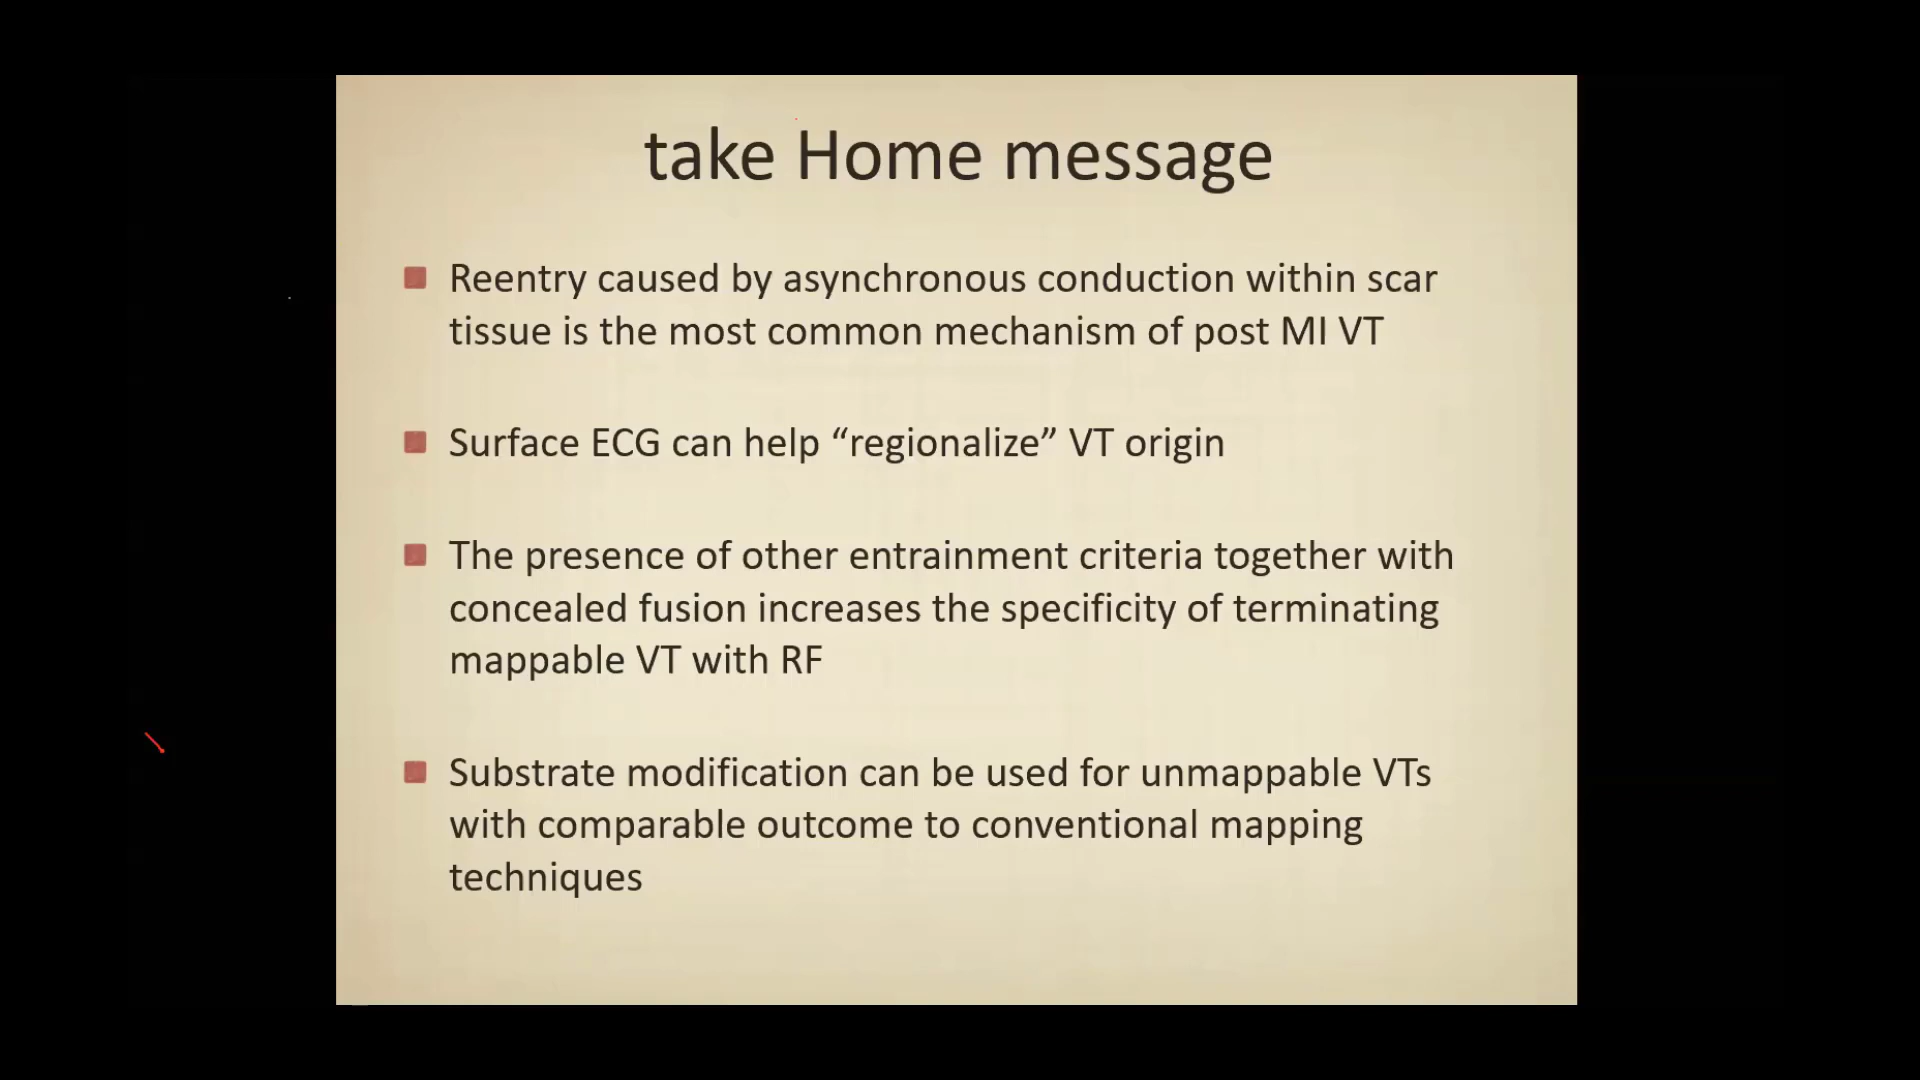 take Home message
Reentry caused by asynchronous conduction within scar
tissue is the most common mechanism of post MI VT
Surface ECG can help “regionalize” VT origin
The presence of other entrainment criteria together with
concealed fusion increases the specificity of terminating
mappable VT with RF
Substrate modification can be used for unmappable VTs
with comparable outcome to conventional mapping
techniques